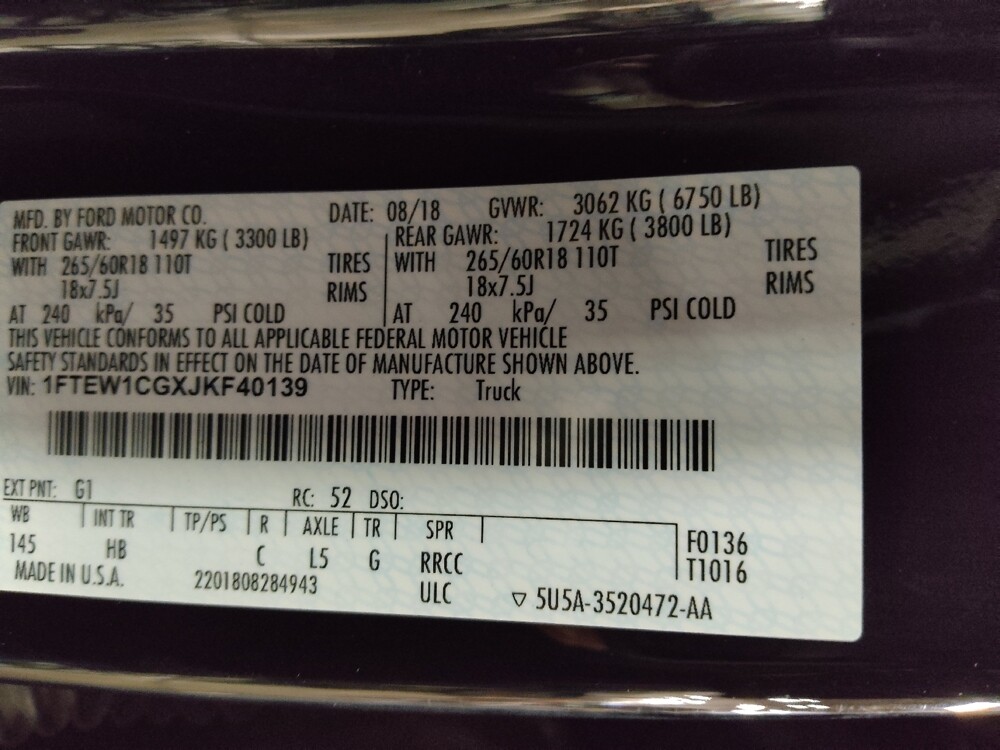 MFD. BY FORD MOTOR CO. DATE: 08/18 GVWR: 3062 KG ( 6750 LB)
FRONT GAWR: 1497 KG ( 3300 LB) REAR GAWR: 1724 KG ( 3800 LB)
WITH 265/60R18 110T TIRES WITH 265/60R18 110T TIRES
18x7.5J RIMS 18x7.5J RIMS
AT 240 kPa/ 35 PSI COLD AT 240 kPa/ 35 PSI COLD
THIS VEHICLE CONFORMS TO ALL APPLICABLE FEDERAL MOTOR VEHICLE
SAFETY STANDARDS IN EFFECT ON THE DATE OF MANUFACTURE SHOWN ABOVE.
VIN: 1FTEW1CGXJKF40139 TYPE: Truck
EXT PNT: G1 RC: 52 DSO:
WB INT TR TP/PS R AXLE TR SPR F0136
145 HB C L5 G RRCC T1016
MADE IN U.S.A. 2201808284943 ULC ▽ 5U5A-3520472-AA